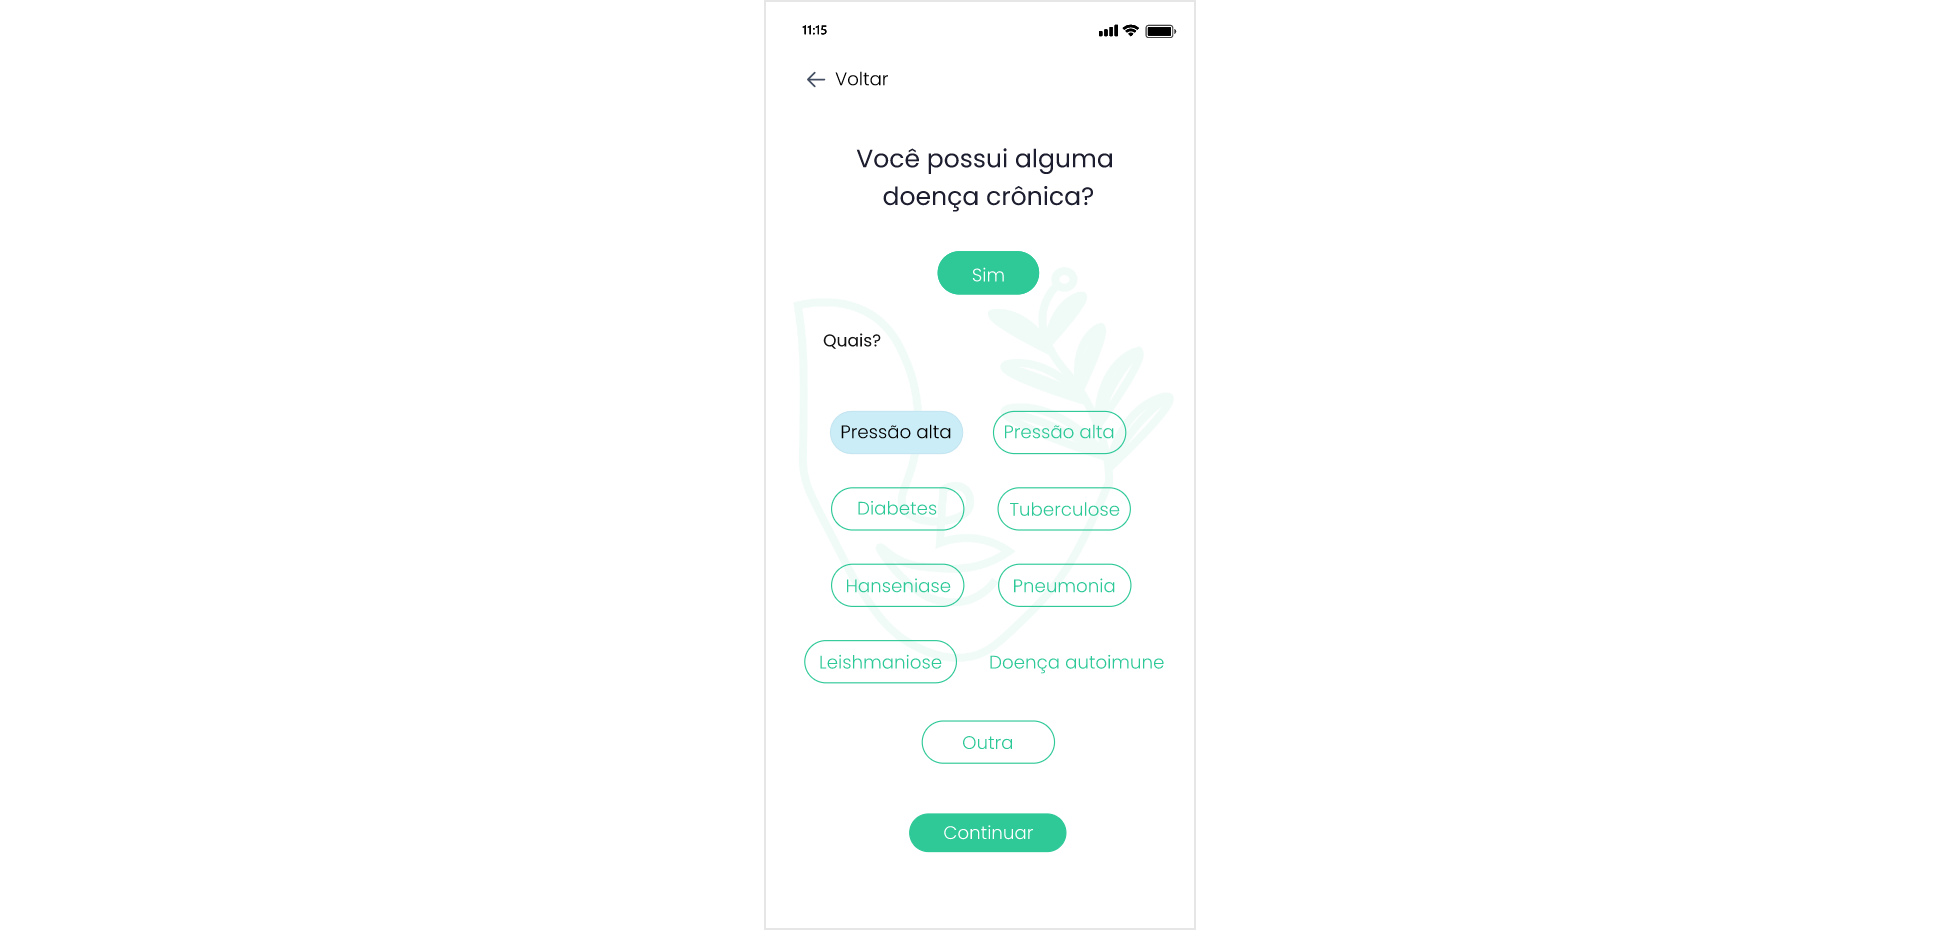 11:15
Voltar
Você possui alguma
doença crônica?
Sim
Quais?
Pressão alta
Pressão alta
Diabetes
Tuberculose
Hanseniase
Pneumonia
Leishmaniose
Doença autoimune
Outra
Continuar